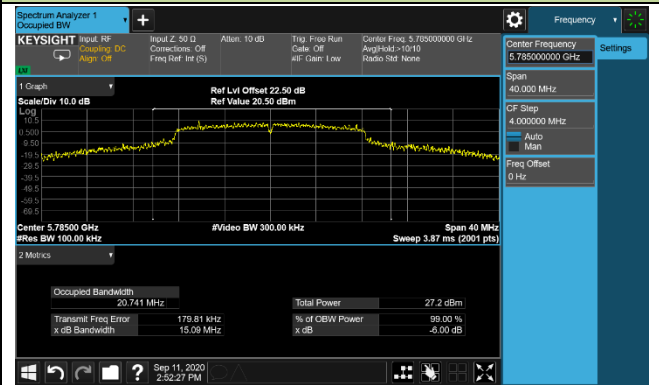 Spectrum Analyzer 1
Occupied BW
+
Frequency
KEYSIGHT Input: RF
Coupling: DC
Align: Off
Input Z: 50 Ω
Corrections: Off
Freq Ref: Int (S)
Atten: 10 dB
Trig: Free Run
Gate: Off
#IF Gain: Low
Center Freq: 5.785000000 GHz
Avg|Hold:>10/10
Radio Std: None
LXI
Center Frequency
5.785000000 GHz
Settings
Span
40.000 MHz
CF Step
4.000000 MHz
Auto
Man
Freq Offset
0 Hz
1 Graph
Scale/Div 10.0 dB
Ref Lvl Offset 22.50 dB
Ref Value 20.50 dBm
Log
10.5
0.500
-9.50
-19.5
-29.5
-39.5
-49.5
-59.5
-69.5
Center 5.78500 GHz
#Video BW 300.00 kHz
Span 40 MHz
#Res BW 100.00 kHz
Sweep 3.87 ms (2001 pts)
2 Metrics
Occupied Bandwidth
20.741 MHz
Total Power 27.2 dBm
Transmit Freq Error 179.81 kHz
% of OBW Power 99.00 %
x dB Bandwidth 15.09 MHz
x dB -6.00 dB
?
Sep 11, 2020
2:52:27 PM